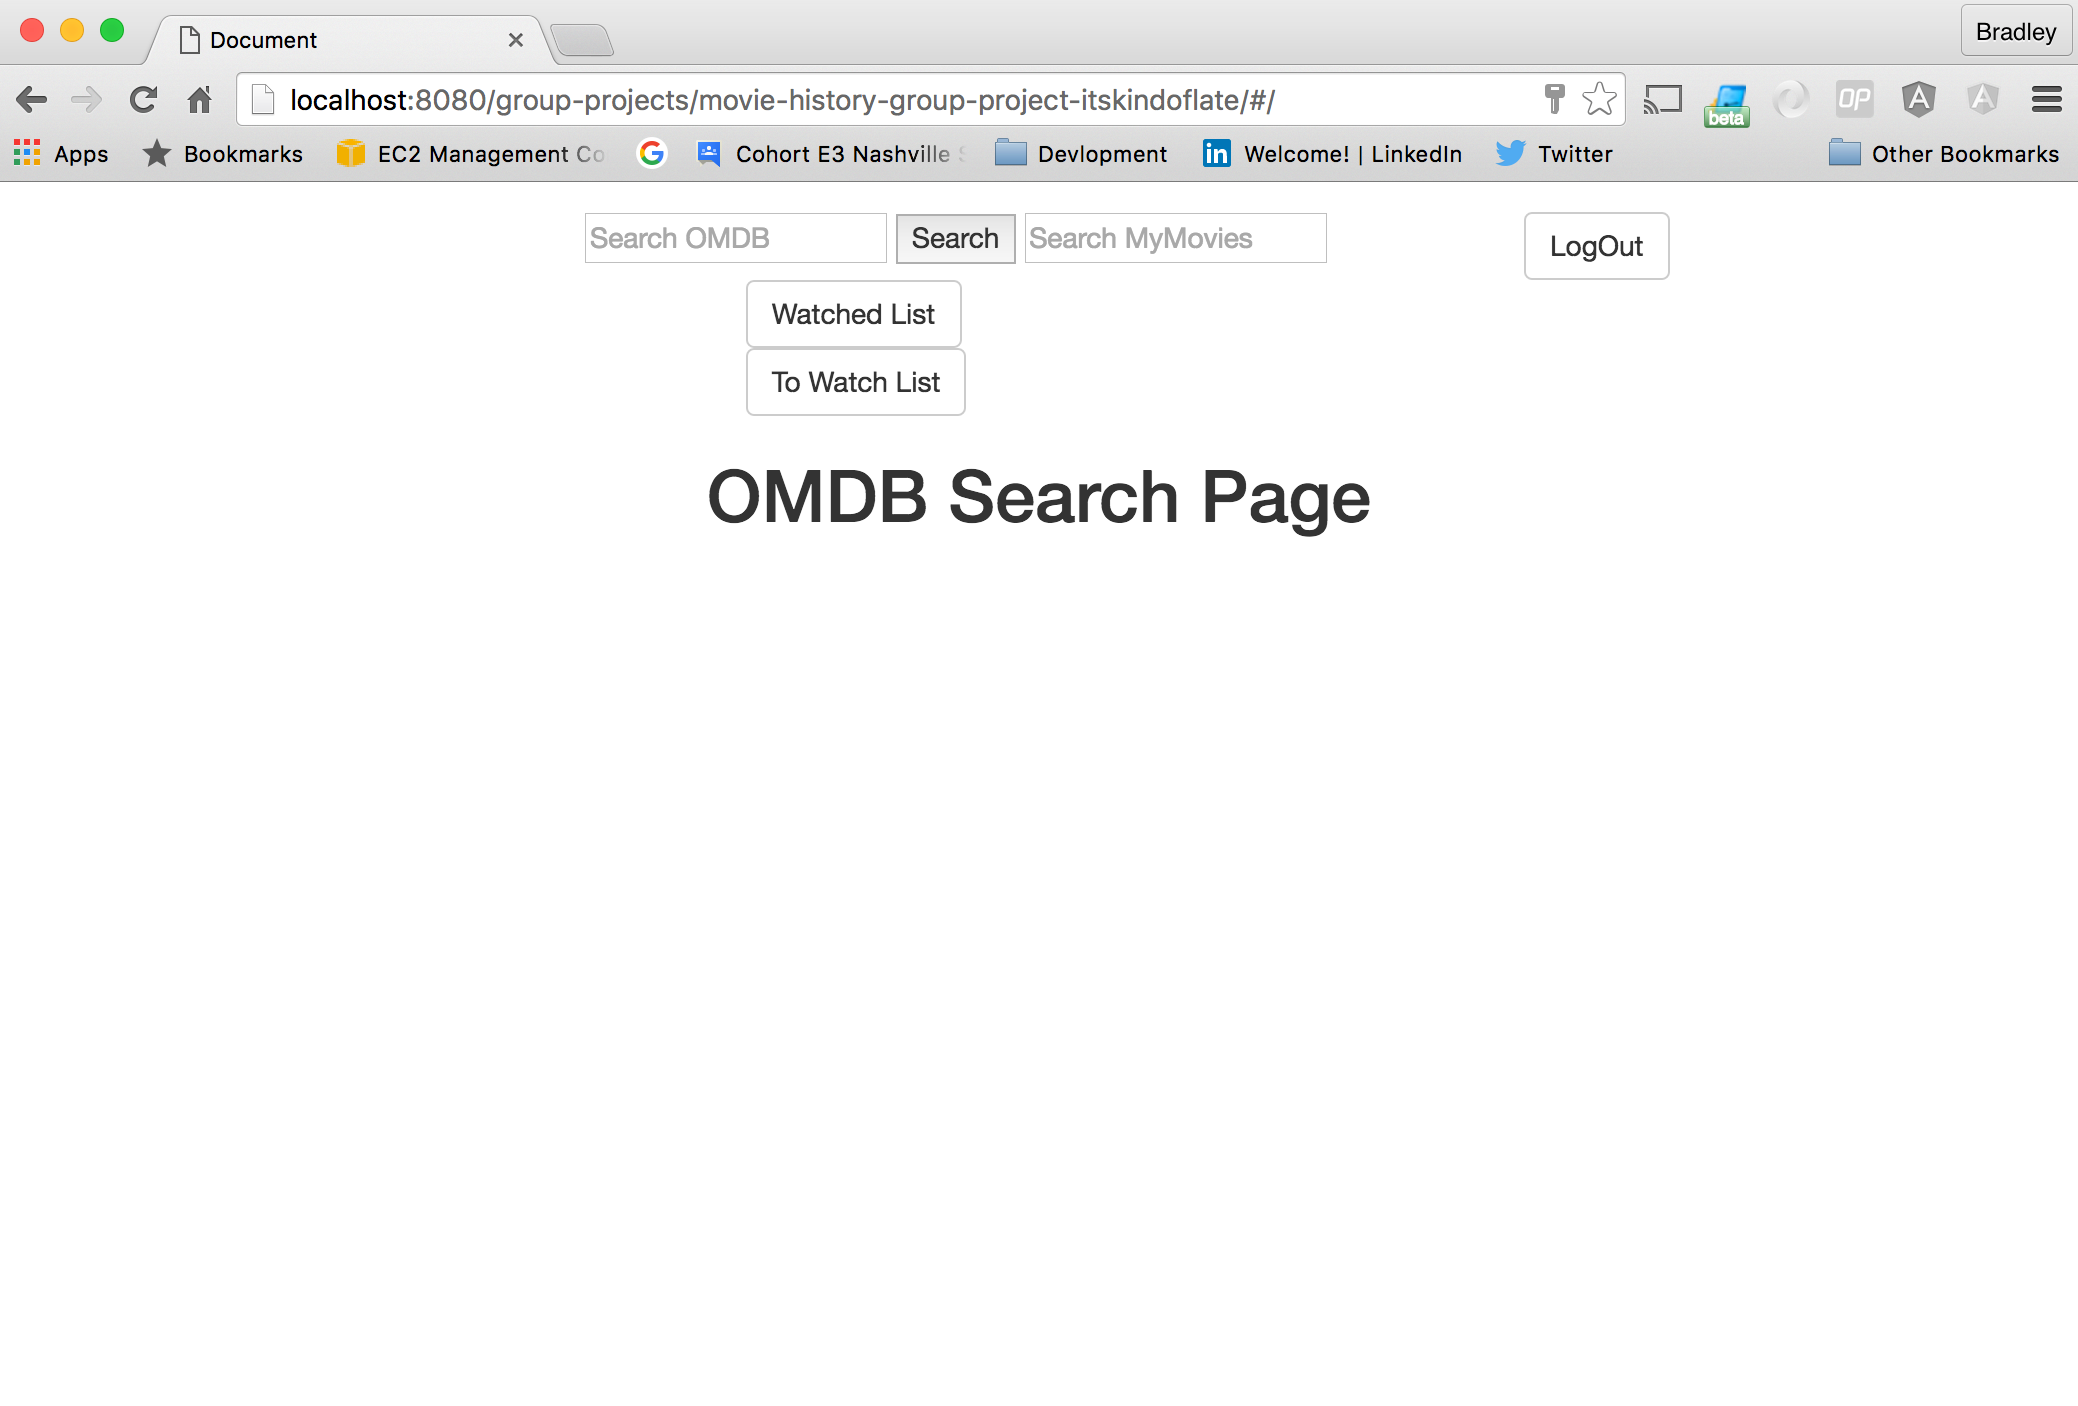 Document
Bradley
localhost:8080/group-projects/movie-history-group-project-itskindoflate/#/
beta
OP
A
A
Apps
Bookmarks
EC2 Management Co
G
Cohort E3 Nashville S
Devlopment
in
Welcome! | LinkedIn
Twitter
Other Bookmarks
Search OMDB
Search
Search MyMovies
LogOut
Watched List
To Watch List
OMDB Search Page